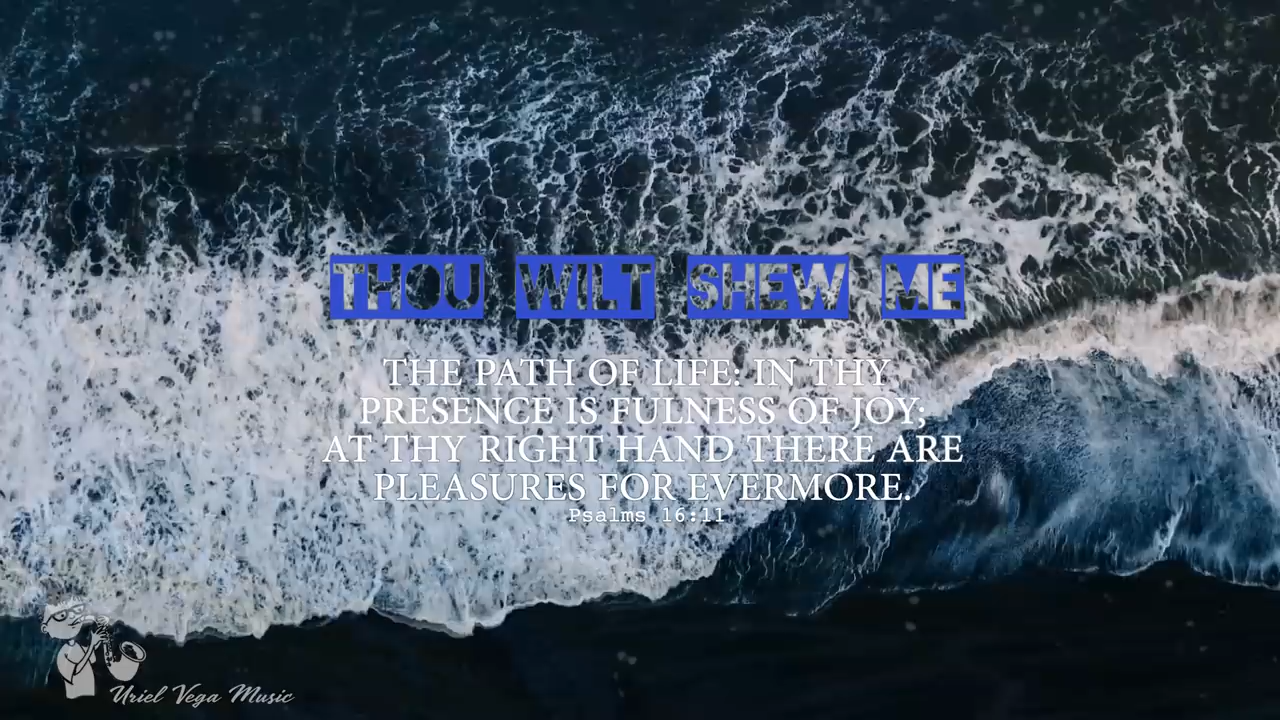 THOU WILT SHEW ME
THE PATH OF LIFE: IN THY
PRESENCE IS FULNESS OF JOY;
AT THY RIGHT HAND THERE ARE
PLEASURES FOR EVERMORE.
Psalms 16:11
Uriel Vega Music